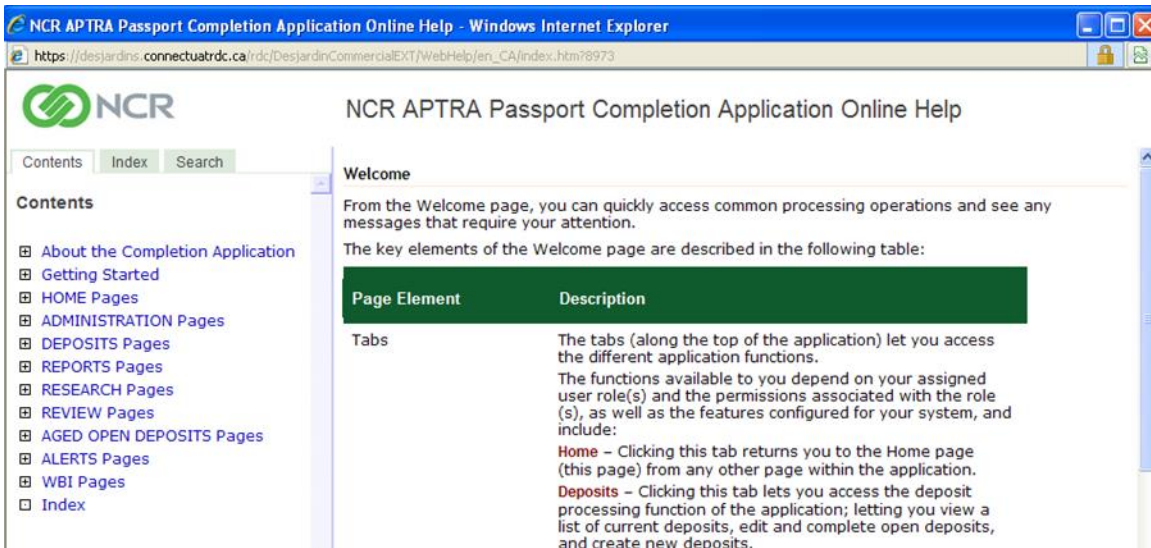 NCR APTRA Passport Completion Application Online Help - Windows Internet Explorer
https://desjardins.connectuatrdc.ca/rdc/DesjardinCommercialEXT/WebHelp/en_CA/index.htm?8973
NCR
NCR APTRA Passport Completion Application Online Help
Contents Index Search
Contents
About the Completion Application
Getting Started
HOME Pages
ADMINISTRATION Pages
DEPOSITS Pages
REPORTS Pages
RESEARCH Pages
REVIEW Pages
AGED OPEN DEPOSITS Pages
ALERTS Pages
WBI Pages
Index
Welcome
From the Welcome page, you can quickly access common processing operations and see any
messages that require your attention.
The key elements of the Welcome page are described in the following table:
Page Element Description
Tabs The tabs (along the top of the application) let you access
the different application functions.
The functions available to you depend on your assigned
user role(s) and the permissions associated with the role
(s), as well as the features configured for your system, and
include:
Home – Clicking this tab returns you to the Home page
(this page) from any other page within the application.
Deposits – Clicking this tab lets you access the deposit
processing function of the application; letting you view a
list of current deposits, edit and complete open deposits,
and create new deposits.